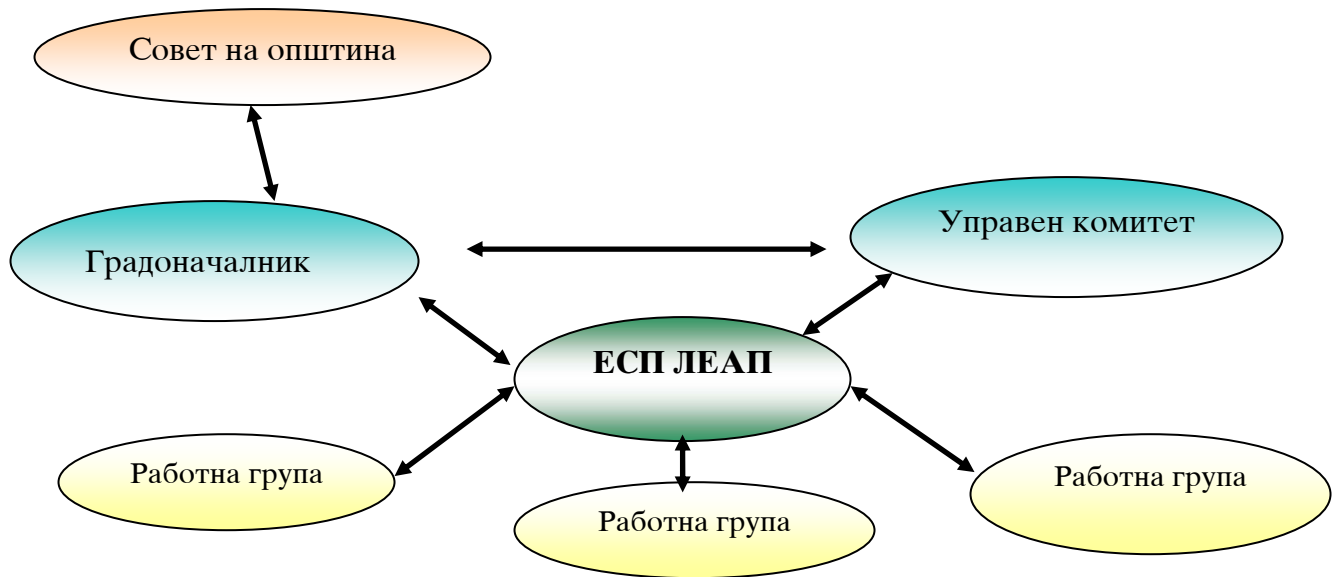 Совет на општина
Управен комитет
Градоначалник
ЕСП ЛЕАП
Работна група
Работна група
Работна група